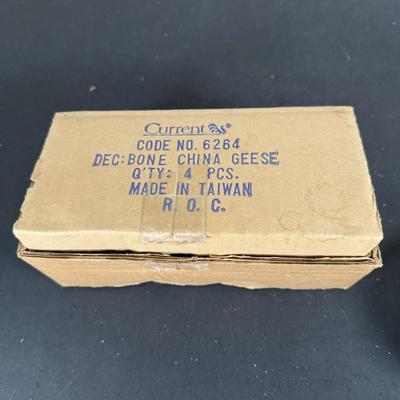 Current®
CODE NO. 6264
DEC: BONE CHINA GEESE
Q'TY: 4 PCS.
MADE IN TAIWAN
R. O. C.